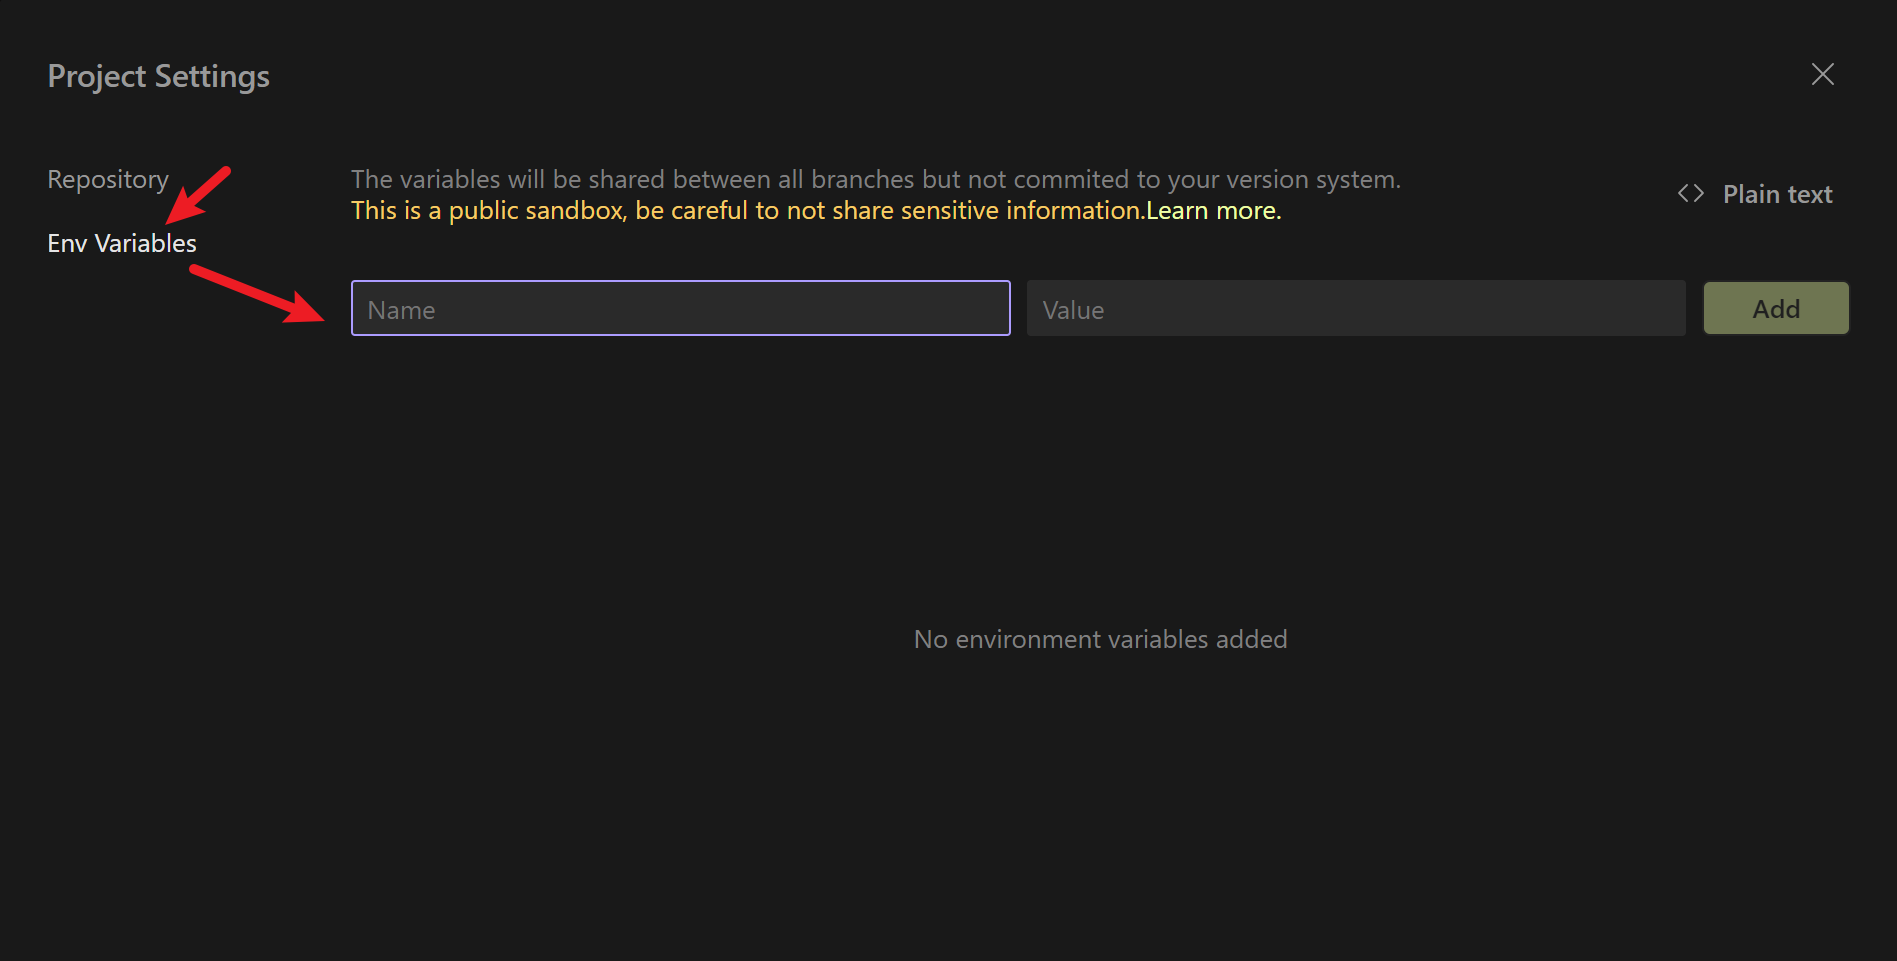 Project Settings
Repository
Env Variables
The variables will be shared between all branches but not commited to your version system.
This is a public sandbox, be careful to not share sensitive information.Learn more.
Plain text
Name
Value
Add
No environment variables added